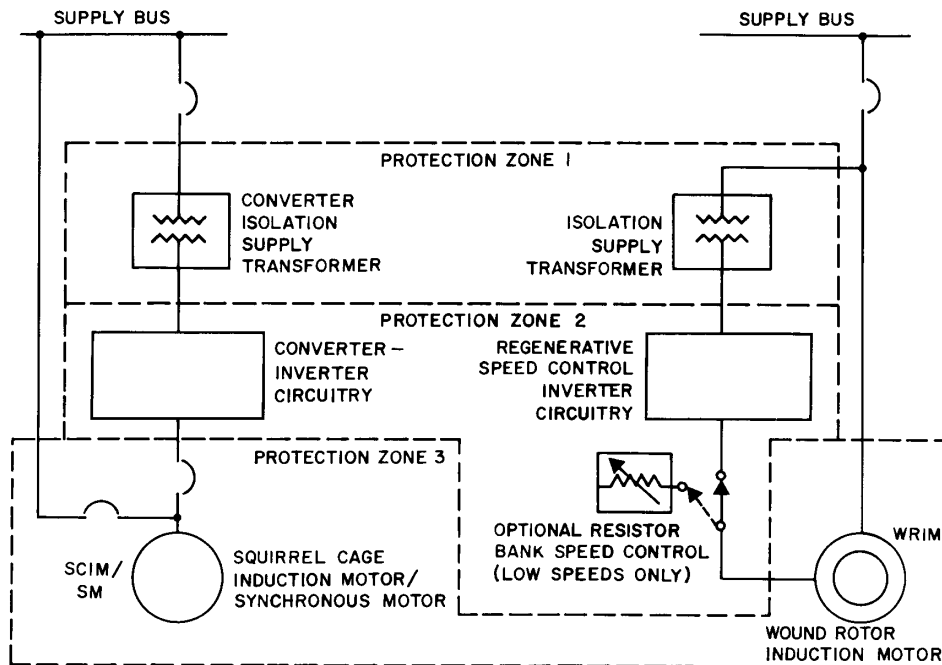 SUPPLY BUS
SUPPLY BUS
PROTECTION ZONE 1
CONVERTER
ISOLATION
SUPPLY
TRANSFORMER
ISOLATION
SUPPLY
TRANSFORMER
PROTECTION ZONE 2
CONVERTER-
INVERTER
CIRCUITRY
REGENERATIVE
SPEED CONTROL
INVERTER
CIRCUITRY
PROTECTION ZONE 3
SCIM/
SM
SQUIRREL CAGE
INDUCTION MOTOR/
SYNCHRONOUS MOTOR
OPTIONAL RESISTOR
BANK SPEED CONTROL
(LOW SPEEDS ONLY)
WRIM
WOUND ROTOR
INDUCTION MOTOR